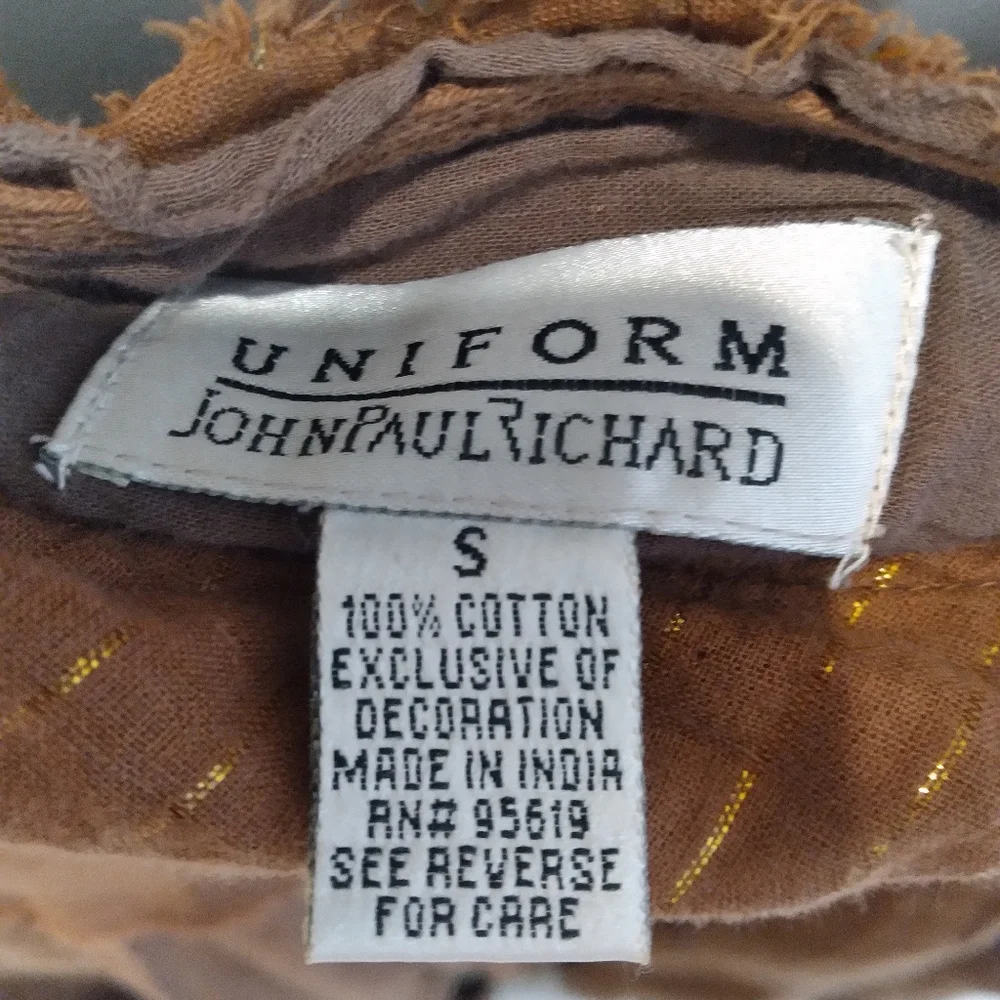 UNIFORM
JOHNPAULRICHARD
S
100% COTTON
EXCLUSIVE OF
DECORATION
MADE IN INDIA
RN# 95619
SEE REVERSE
FOR CARE